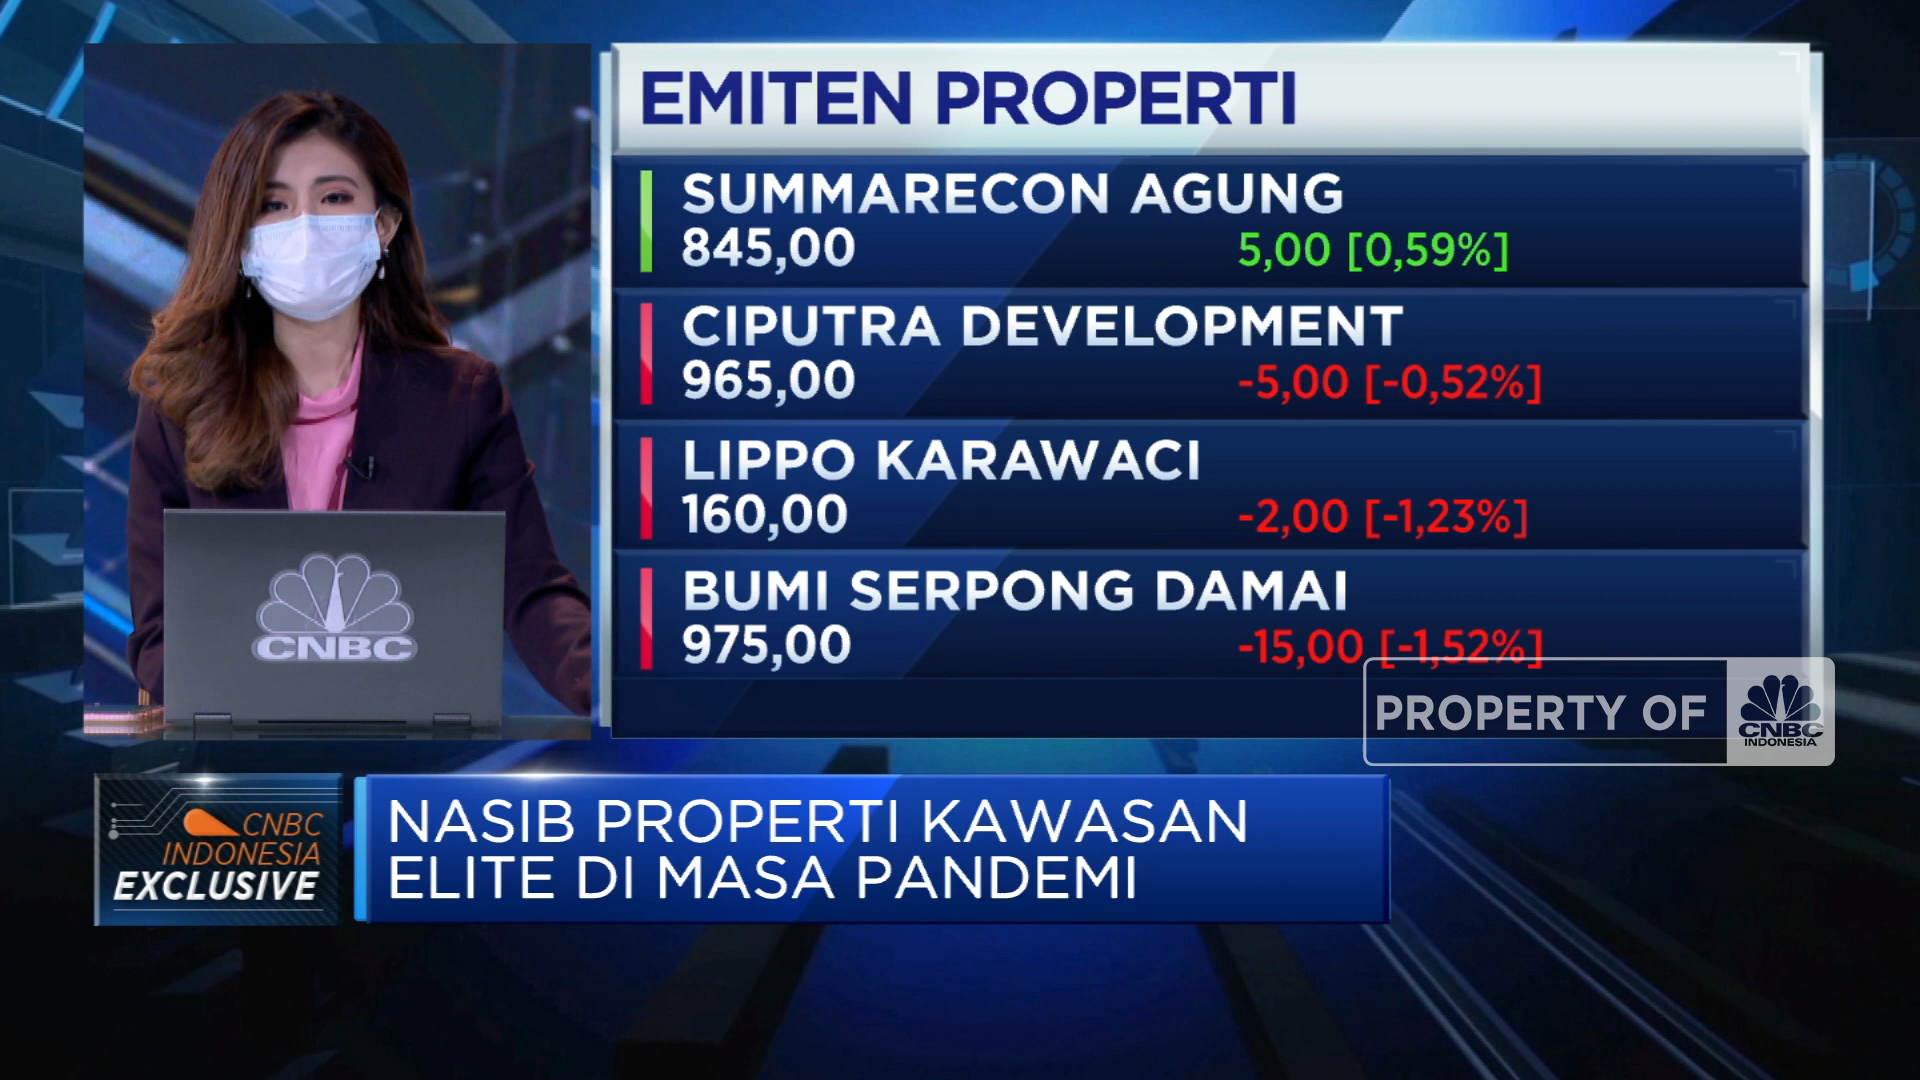 EMITEN PROPERTI
SUMMARECON AGUNG
845,00 5,00 [0,59%]
CIPUTRA DEVELOPMENT
965,00 -5,00 [-0,52%]
LIPPO KARAWACI
160,00 -2,00 [-1,23%]
BUMI SERPONG DAMAI
975,00 -15,00 [-1,52%]
PROPERTY OF
CNBC
INDONESIA
CNBC
CNBC
INDONESIA
EXCLUSIVE
NASIB PROPERTI KAWASAN
ELITE DI MASA PANDEMI